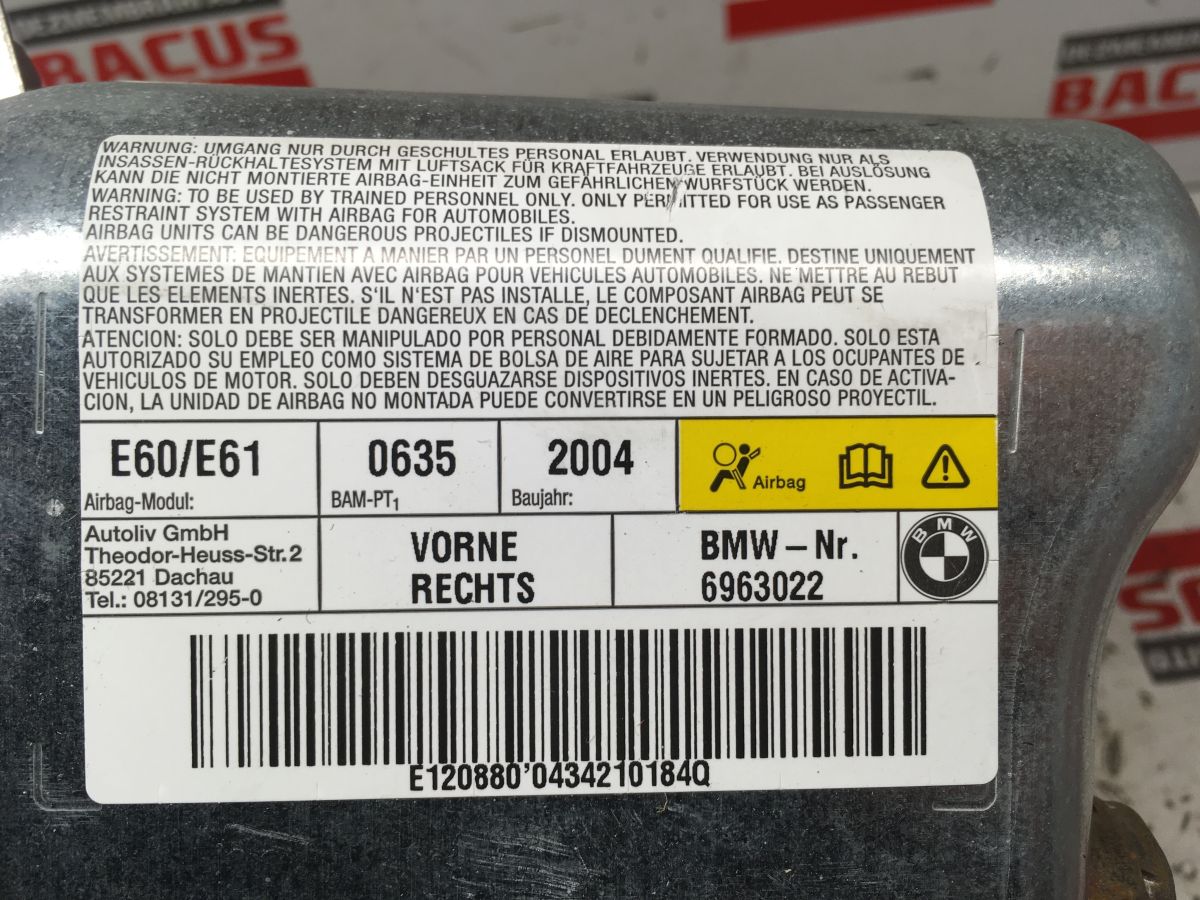 BACUS
BACUS
WARNUNG: UMGANG NUR DURCH GESCHULTES PERSONAL ERLAUBT. VERWENDUNG NUR ALS
INSASSEN-RÜCKHALTESYSTEM MIT LUFTSACK FÜR KRAFTFAHRZEUGE ERLAUBT. BEI AUSLÖSUNG
KANN DIE NICHT MONTIERTE AIRBAG-EINHEIT ZUM GEFÄHRLICHEN WURFSTÜCK WERDEN.
WARNING: TO BE USED BY TRAINED PERSONNEL ONLY. ONLY PERMITTED FOR USE AS PASSENGER
RESTRAINT SYSTEM WITH AIRBAG FOR AUTOMOBILES.
AIRBAG UNITS CAN BE DANGEROUS PROJECTILES IF DISMOUNTED.
AVERTISSEMENT: EQUIPEMENT A MANIER PAR UN PERSONEL DUMENT QUALIFIE. DESTINE UNIQUEMENT
AUX SYSTEMES DE MANTIEN AVEC AIRBAG POUR VEHICULES AUTOMOBILES. NE METTRE AU REBUT
QUE LES ELEMENTS INERTES. S'IL N'EST PAS INSTALLE, LE COMPOSANT AIRBAG PEUT SE
TRANSFORMER EN PROJECTILE DANGEREUX EN CAS DE DECLENCHEMENT.
ATENCION: SOLO DEBE SER MANIPULADO POR PERSONAL DEBIDAMENTE FORMADO. SOLO ESTA
AUTORIZADO SU EMPLEO COMO SISTEMA DE BOLSA DE AIRE PARA SUJETAR A LOS OCUPANTES DE
VEHICULOS DE MOTOR. SOLO DEBEN DESGUAZARSE DISPOSITIVOS INERTES. EN CASO DE ACTIVA-
CION, LA UNIDAD DE AIRBAG NO MONTADA PUEDE CONVERTIRSE EN UN PELIGROSO PROYECTIL.
E60/E61
Airbag-Modul:
0635
BAM-PT1
2004
Baujahr:
Airbag
Autoliv GmbH
Theodor-Heuss-Str.2
85221 Dachau
Tel.: 08131/295-0
VORNE
RECHTS
BMW – Nr.
6963022
BMW
E120880'0434210184Q